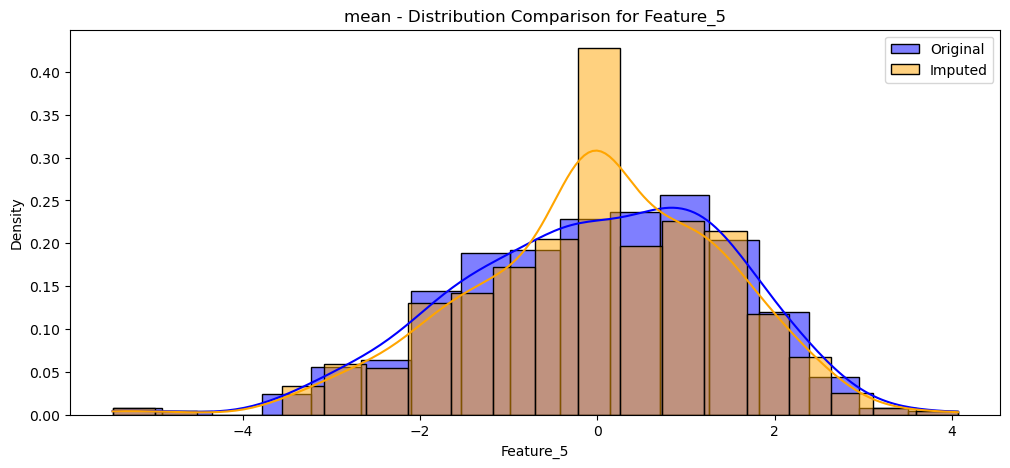 mean - Distribution Comparison for Feature_5
Original
Imputed
Density
0.40
0.35
0.30
0.25
0.20
0.15
0.10
0.05
0.00
−4
−2
0
2
4
Feature_5